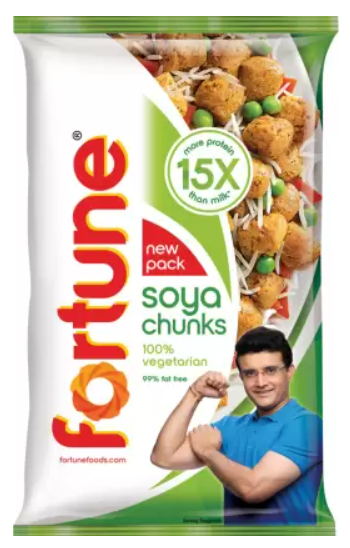 fortune®
more protein
15X
than milk*
new
pack
soya
chunks
100%
vegetarian
99% fat free
fortunefoods.com